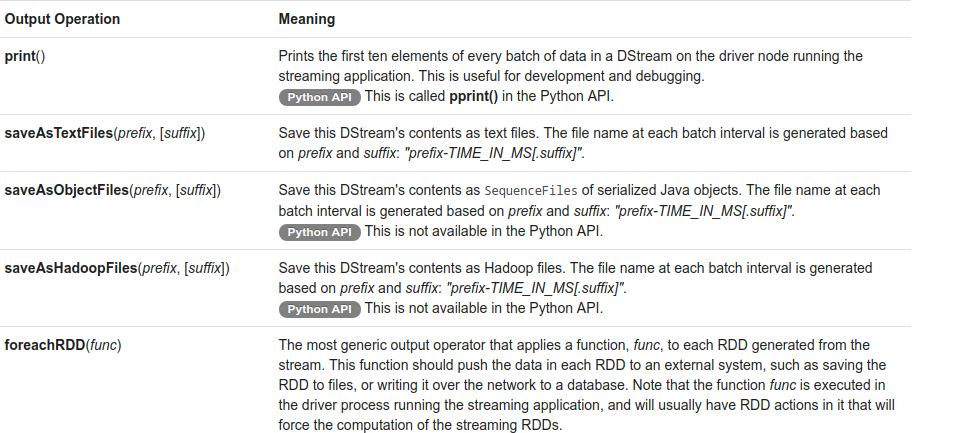 Output Operation Meaning
print() Prints the first ten elements of every batch of data in a DStream on the driver node running the
streaming application. This is useful for development and debugging.
Python API This is called pprint() in the Python API.
saveAsTextFiles(prefix, [suffix]) Save this DStream's contents as text files. The file name at each batch interval is generated based
on prefix and suffix: "prefix-TIME_IN_MS[.suffix]".
saveAsObjectFiles(prefix, [suffix]) Save this DStream's contents as SequenceFiles of serialized Java objects. The file name at each
batch interval is generated based on prefix and suffix: "prefix-TIME_IN_MS[.suffix]".
Python API This is not available in the Python API.
saveAsHadoopFiles(prefix, [suffix]) Save this DStream's contents as Hadoop files. The file name at each batch interval is generated
based on prefix and suffix: "prefix-TIME_IN_MS[.suffix]".
Python API This is not available in the Python API.
foreachRDD(func) The most generic output operator that applies a function, func, to each RDD generated from the
stream. This function should push the data in each RDD to an external system, such as saving the
RDD to files, or writing it over the network to a database. Note that the function func is executed in
the driver process running the streaming application, and will usually have RDD actions in it that will
force the computation of the streaming RDDs.